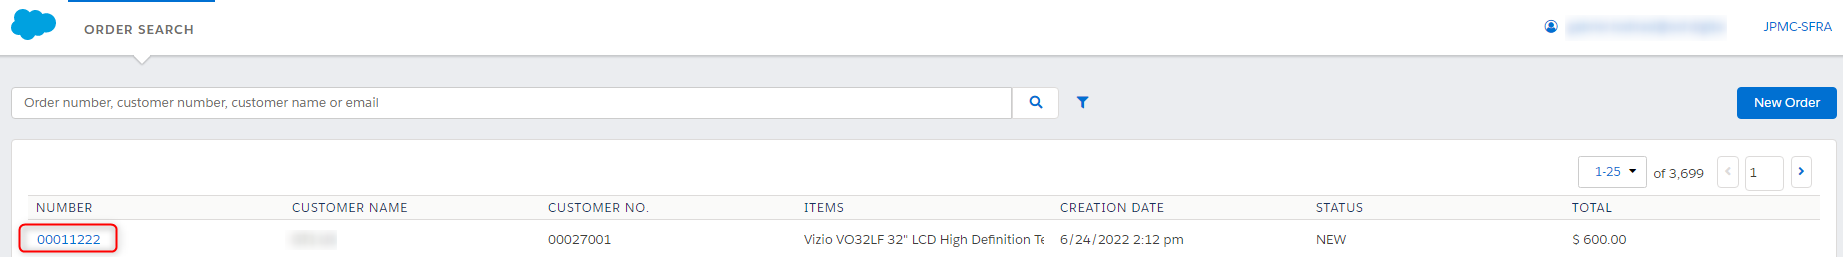 ORDER SEARCH
JPMC-SFRA
Order number, customer number, customer name or email
New Order
1-25 of 3,699 1
NUMBER CUSTOMER NAME CUSTOMER NO. ITEMS CREATION DATE STATUS TOTAL
00011222 00027001 Vizio VO32LF 32" LCD High Definition Te 6/24/2022 2:12 pm NEW $ 600.00